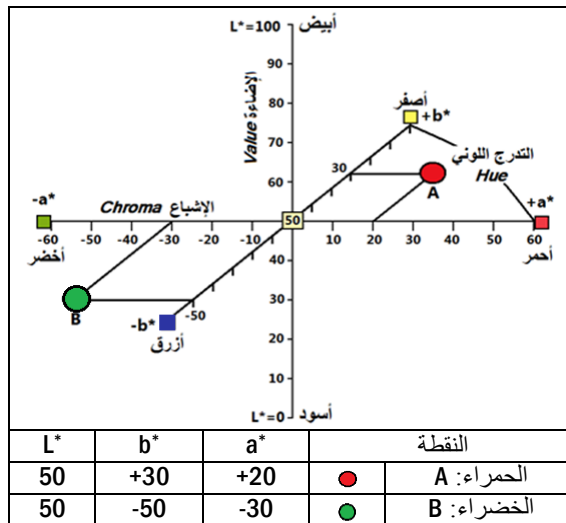 أبيض
L*=100
100
90
80
70
60
40
30
20
10
L*=0
أسود
الإضاءة Value
أصفر
+b*
30
التدرج اللوني
Hue
A
-a*
Chroma الإشباع
50
+a*
-60 -50 -40 -30 -20 -10 10 20 30 40 50 60
أخضر
أحمر
B
-50
-b*
أزرق
النقطة a* b* L*
الحمراء: A +20 +30 50
الخضراء: B -30 -50 50